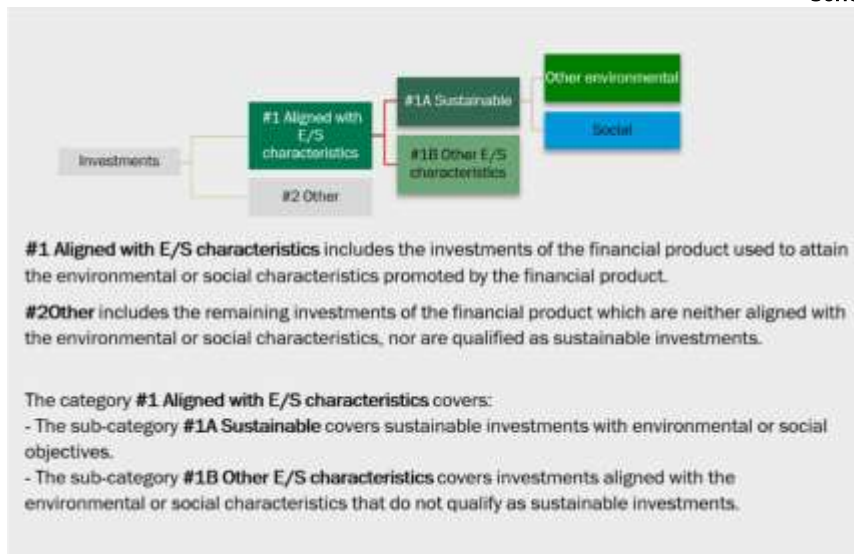 Other environmental
#1A Sustainable
#1 Aligned with
E/S
characteristics
Social
#1B Other E/S
characteristics
Investments
#2 Other
#1 Aligned with E/S characteristics includes the investments of the financial product used to attain
the environmental or social characteristics promoted by the financial product.
#2Other includes the remaining investments of the financial product which are neither aligned with
the environmental or social characteristics, nor are qualified as sustainable investments.
The category #1 Aligned with E/S characteristics covers:
- The sub-category #1A Sustainable covers sustainable investments with environmental or social
objectives.
- The sub-category #1B Other E/S characteristics covers investments aligned with the
environmental or social characteristics that do not qualify as sustainable investments.